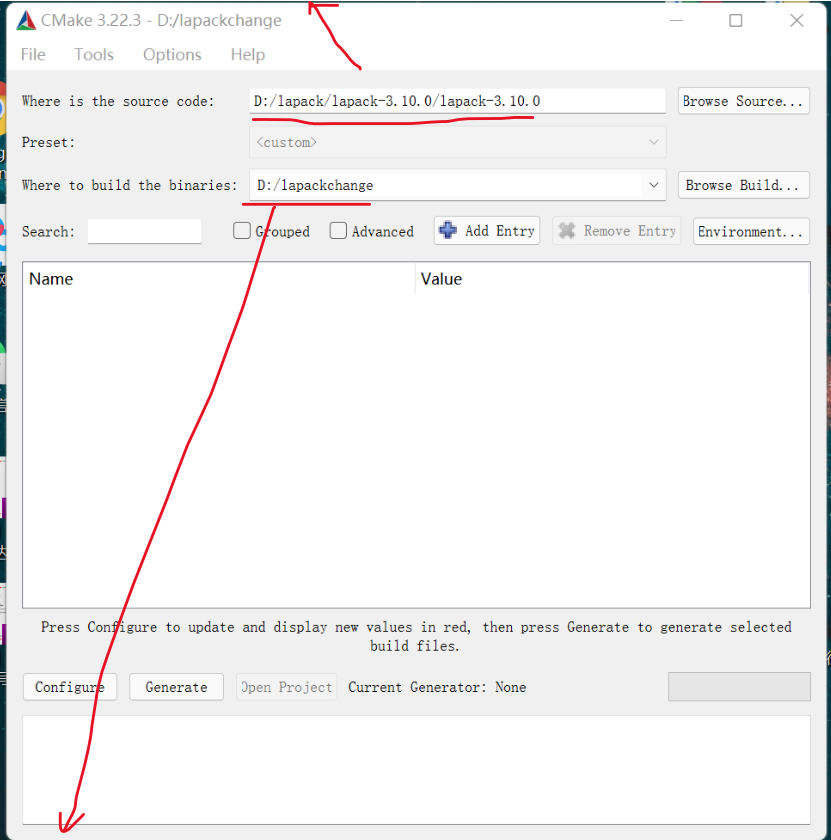 CMake 3.22.3 - D:/lapackchange
File Tools Options Help
Where is the source code: D:/lapack/lapack-3.10.0/lapack-3.10.0 Browse Source...
Preset: <custom>
Where to build the binaries: D:/lapackchange Browse Build...
Search: Grouped Advanced Add Entry Remove Entry Environment...
Name Value
Press Configure to update and display new values in red, then press Generate to generate selected
build files.
Configure Generate Open Project Current Generator: None